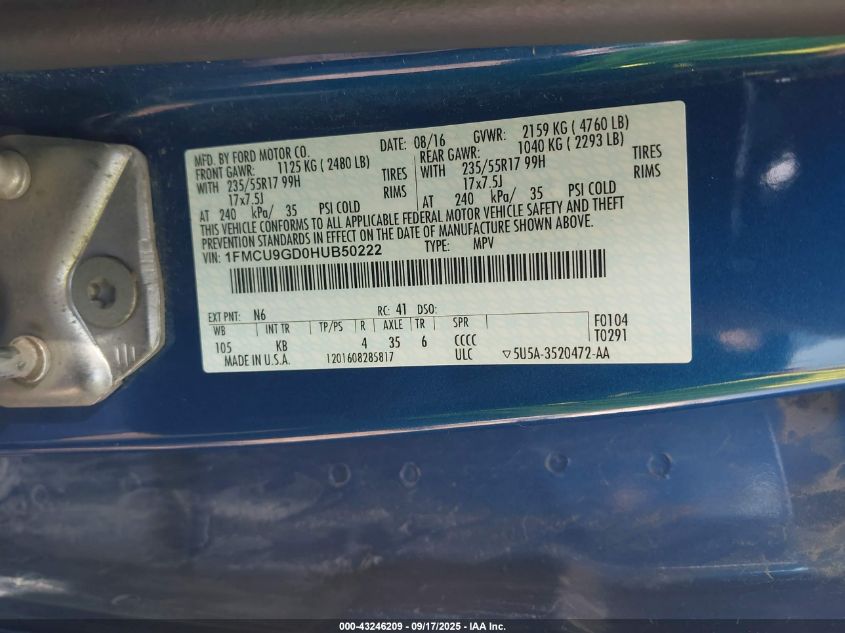 MFD. BY FORD MOTOR CO. DATE: 08/16 GVWR: 2159 KG ( 4760 LB)
FRONT GAWR: 1125 KG ( 2480 LB) REAR GAWR: 1040 KG ( 2293 LB)
WITH 235/55R17 99H TIRES WITH 235/55R17 99H TIRES
17x7.5J RIMS 17x7.5J RIMS
AT 240 kPa/ 35 PSI COLD AT 240 kPa/ 35 PSI COLD
THIS VEHICLE CONFORMS TO ALL APPLICABLE FEDERAL MOTOR VEHICLE SAFETY AND THEFT
PREVENTION STANDARDS IN EFFECT ON THE DATE OF MANUFACTURE SHOWN ABOVE.
VIN: 1FMCU9GD0HUB50222 TYPE: MPV
EXT PNT: N6 RC: 41 DSO:
WB INT TR TP/PS R AXLE TR SPR F0104
105 KB 4 35 6 CCCC T0291
MADE IN U.S.A. 1201608285817 ULC ▽5U5A-3520472-AA
000-43246209 - 09/17/2025 - IAA Inc.